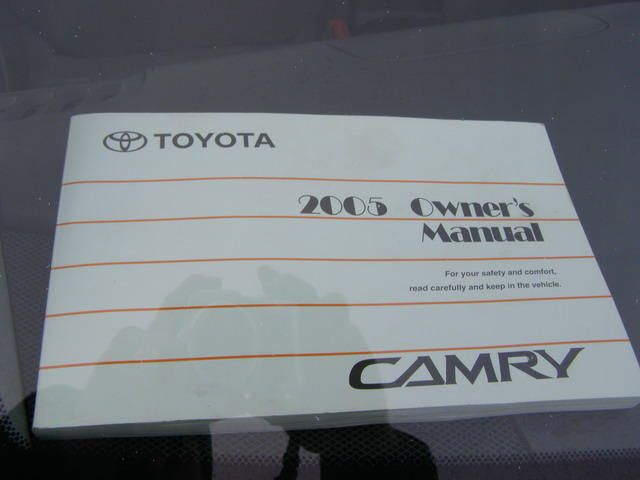 TOYOTA
2005 Owner's
Manual
For your safety and comfort,
read carefully and keep in the vehicle.
CAMRY